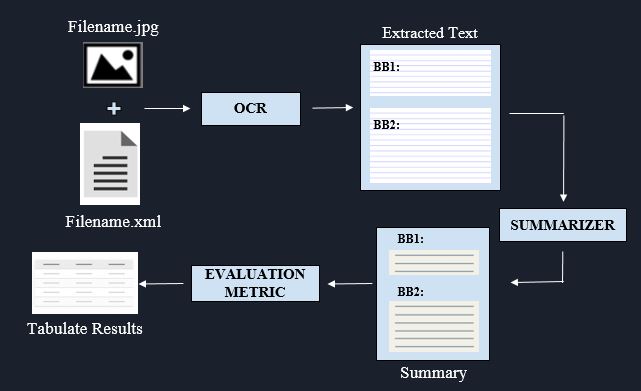 Filename.jpg
+
Filename.xml
OCR
Extracted Text
BB1:
BB2:
SUMMARIZER
BB1:
BB2:
Summary
EVALUATION
METRIC
Tabulate Results